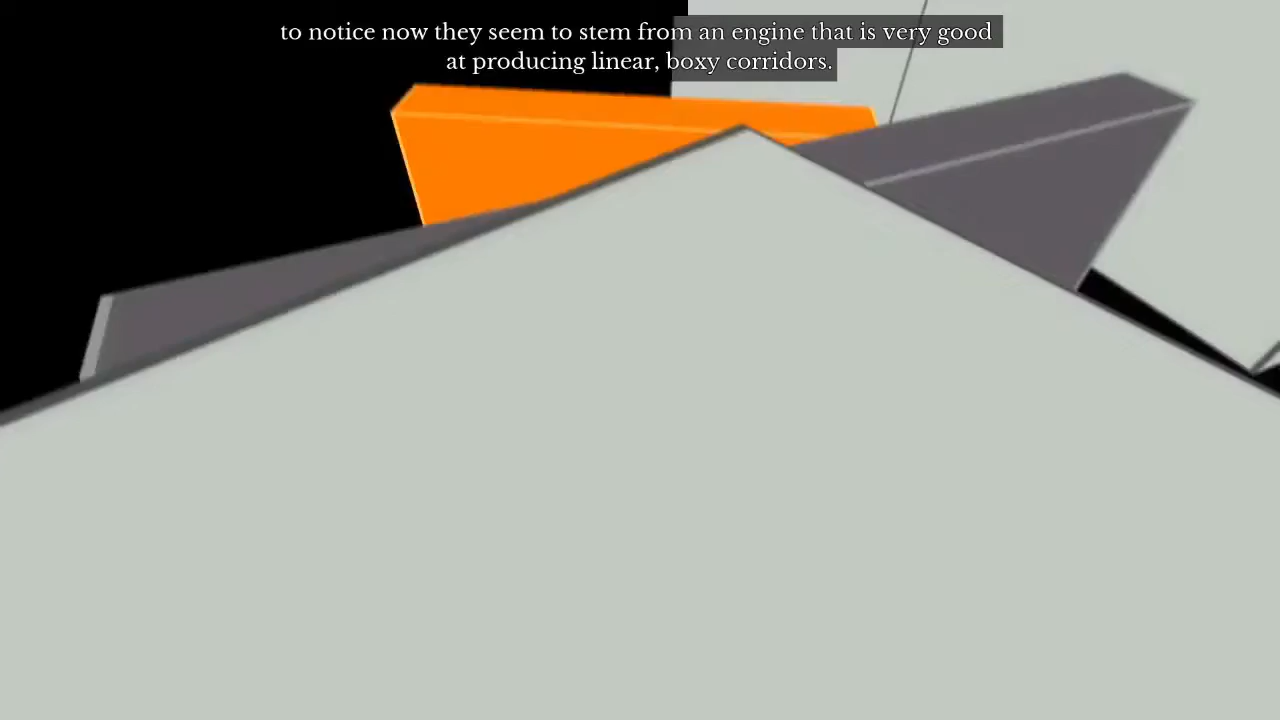 to notice now they seem to stem from an engine that is very good
at producing linear, boxy corridors.